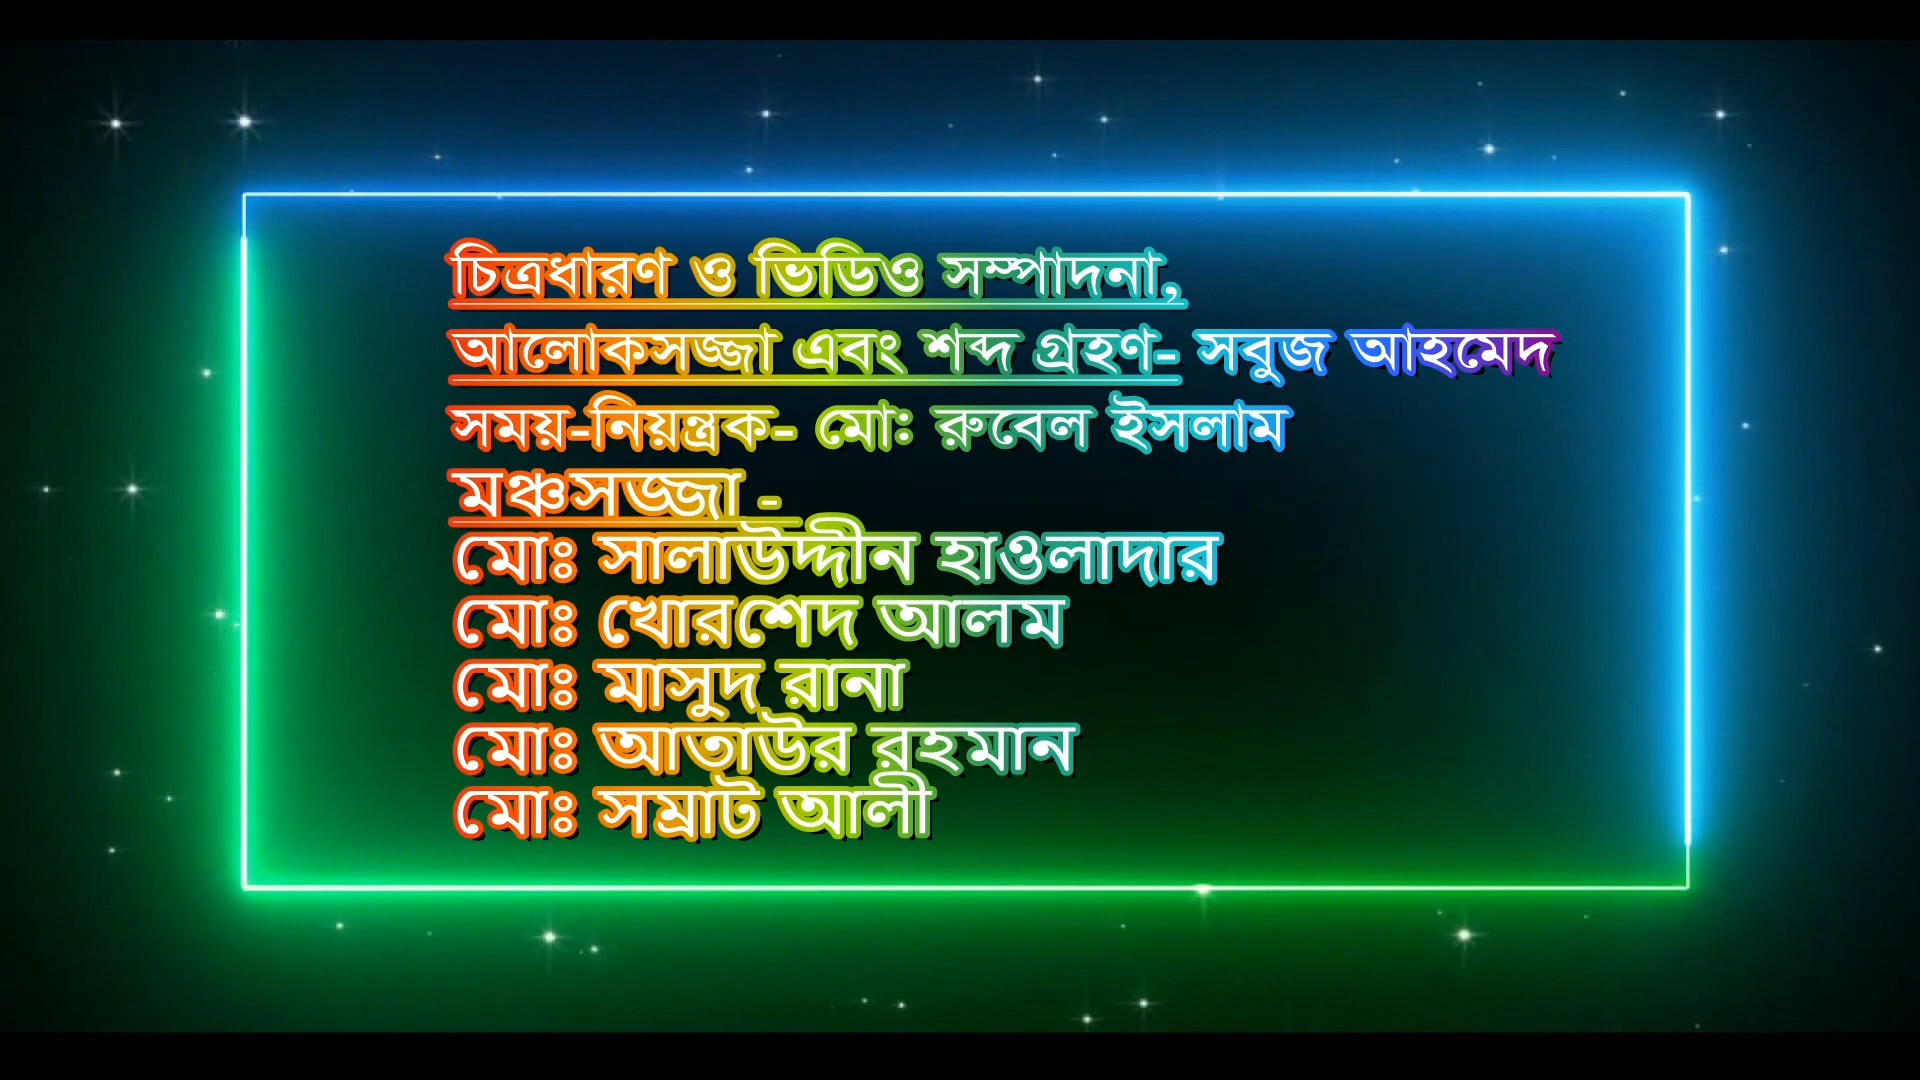 চিত্রধারণ ও ভিডিও সম্পাদনা,
আলোকসজ্জা এবং শব্দ গ্রহণ- সবুজ আহমেদ
সময়-নিয়ন্ত্রক- মোঃ রুবেল ইসলাম
মঞ্চসজ্জা -
মোঃ সালাউদ্দীন হাওলাদার
মোঃ খোরশেদ আলম
মোঃ মাসুদ রানা
মোঃ আতাউর রহমান
মোঃ সম্রাট আলী